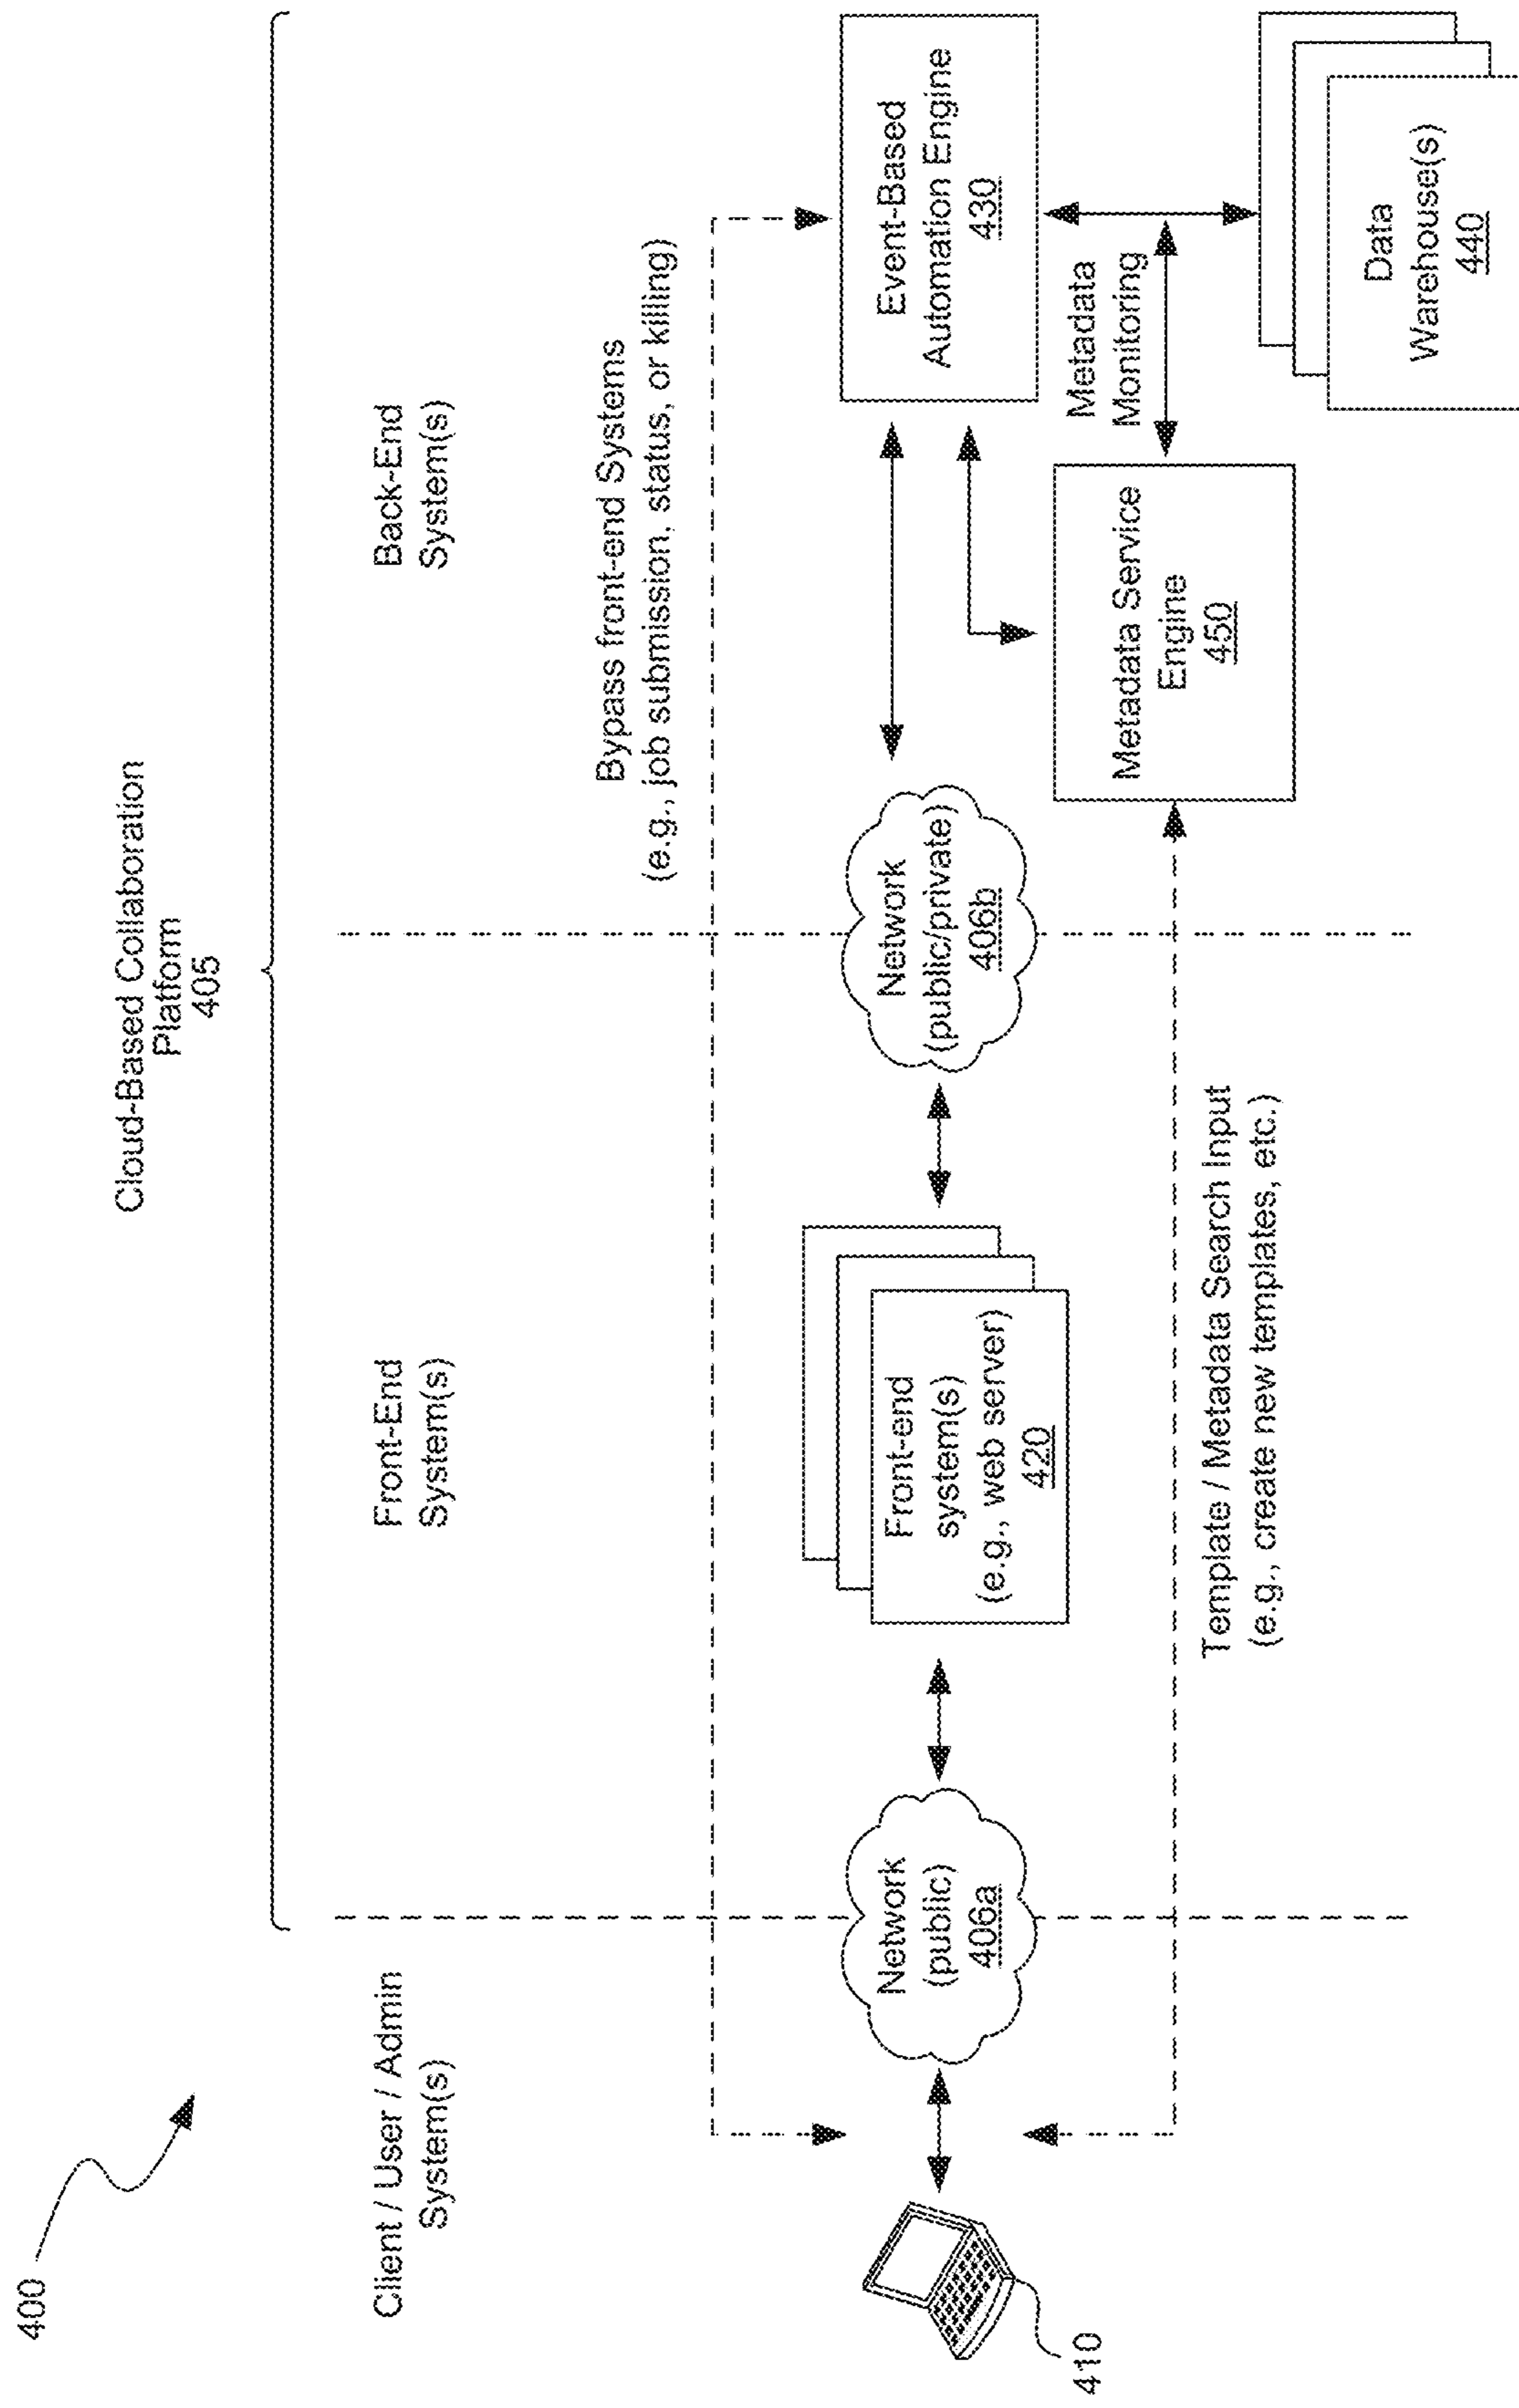 400
Cloud-Based Collaboration
Platform
405
Client / User / Admin
System(s)
Front-End
System(s)
Back-End
System(s)
Bypass front-end Systems
(e.g., job submission, status, or killing)
410
Network
(public)
406a
Front-end
system(s)
(e.g., web server)
420
Network
(public/private)
406b
Event-Based
Automation Engine
430
Metadata
Monitoring
Metadata Service
Engine
450
Template / Metadata Search Input
(e.g., create new templates, etc.)
Data
Warehouse(s)
440